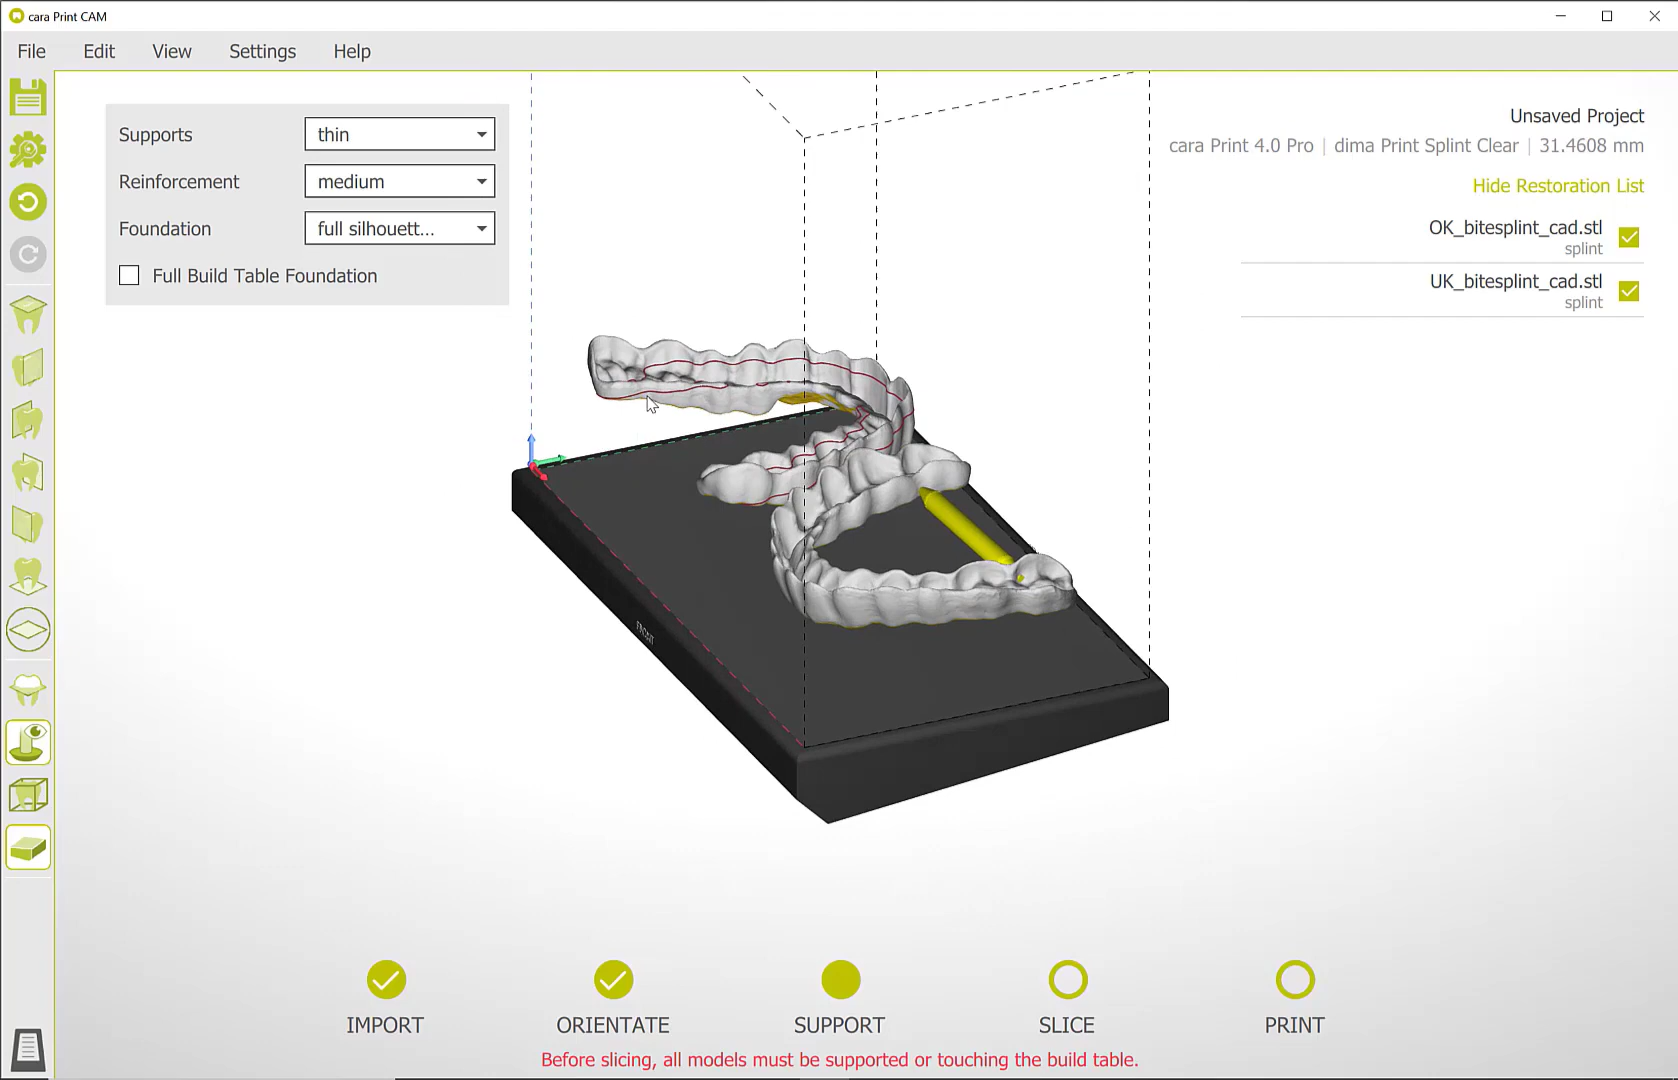 cara Print CAM
File Edit View Settings Help
Supports thin
Reinforcement medium
Foundation full silhouett...
Full Build Table Foundation
Unsaved Project
cara Print 4.0 Pro | dima Print Splint Clear | 31.4608 mm
Hide Restoration List
OK_bitesplint_cad.stl
splint
UK_bitesplint_cad.stl
splint
FRONT
IMPORT ORIENTATE SUPPORT SLICE PRINT
Before slicing, all models must be supported or touching the build table.